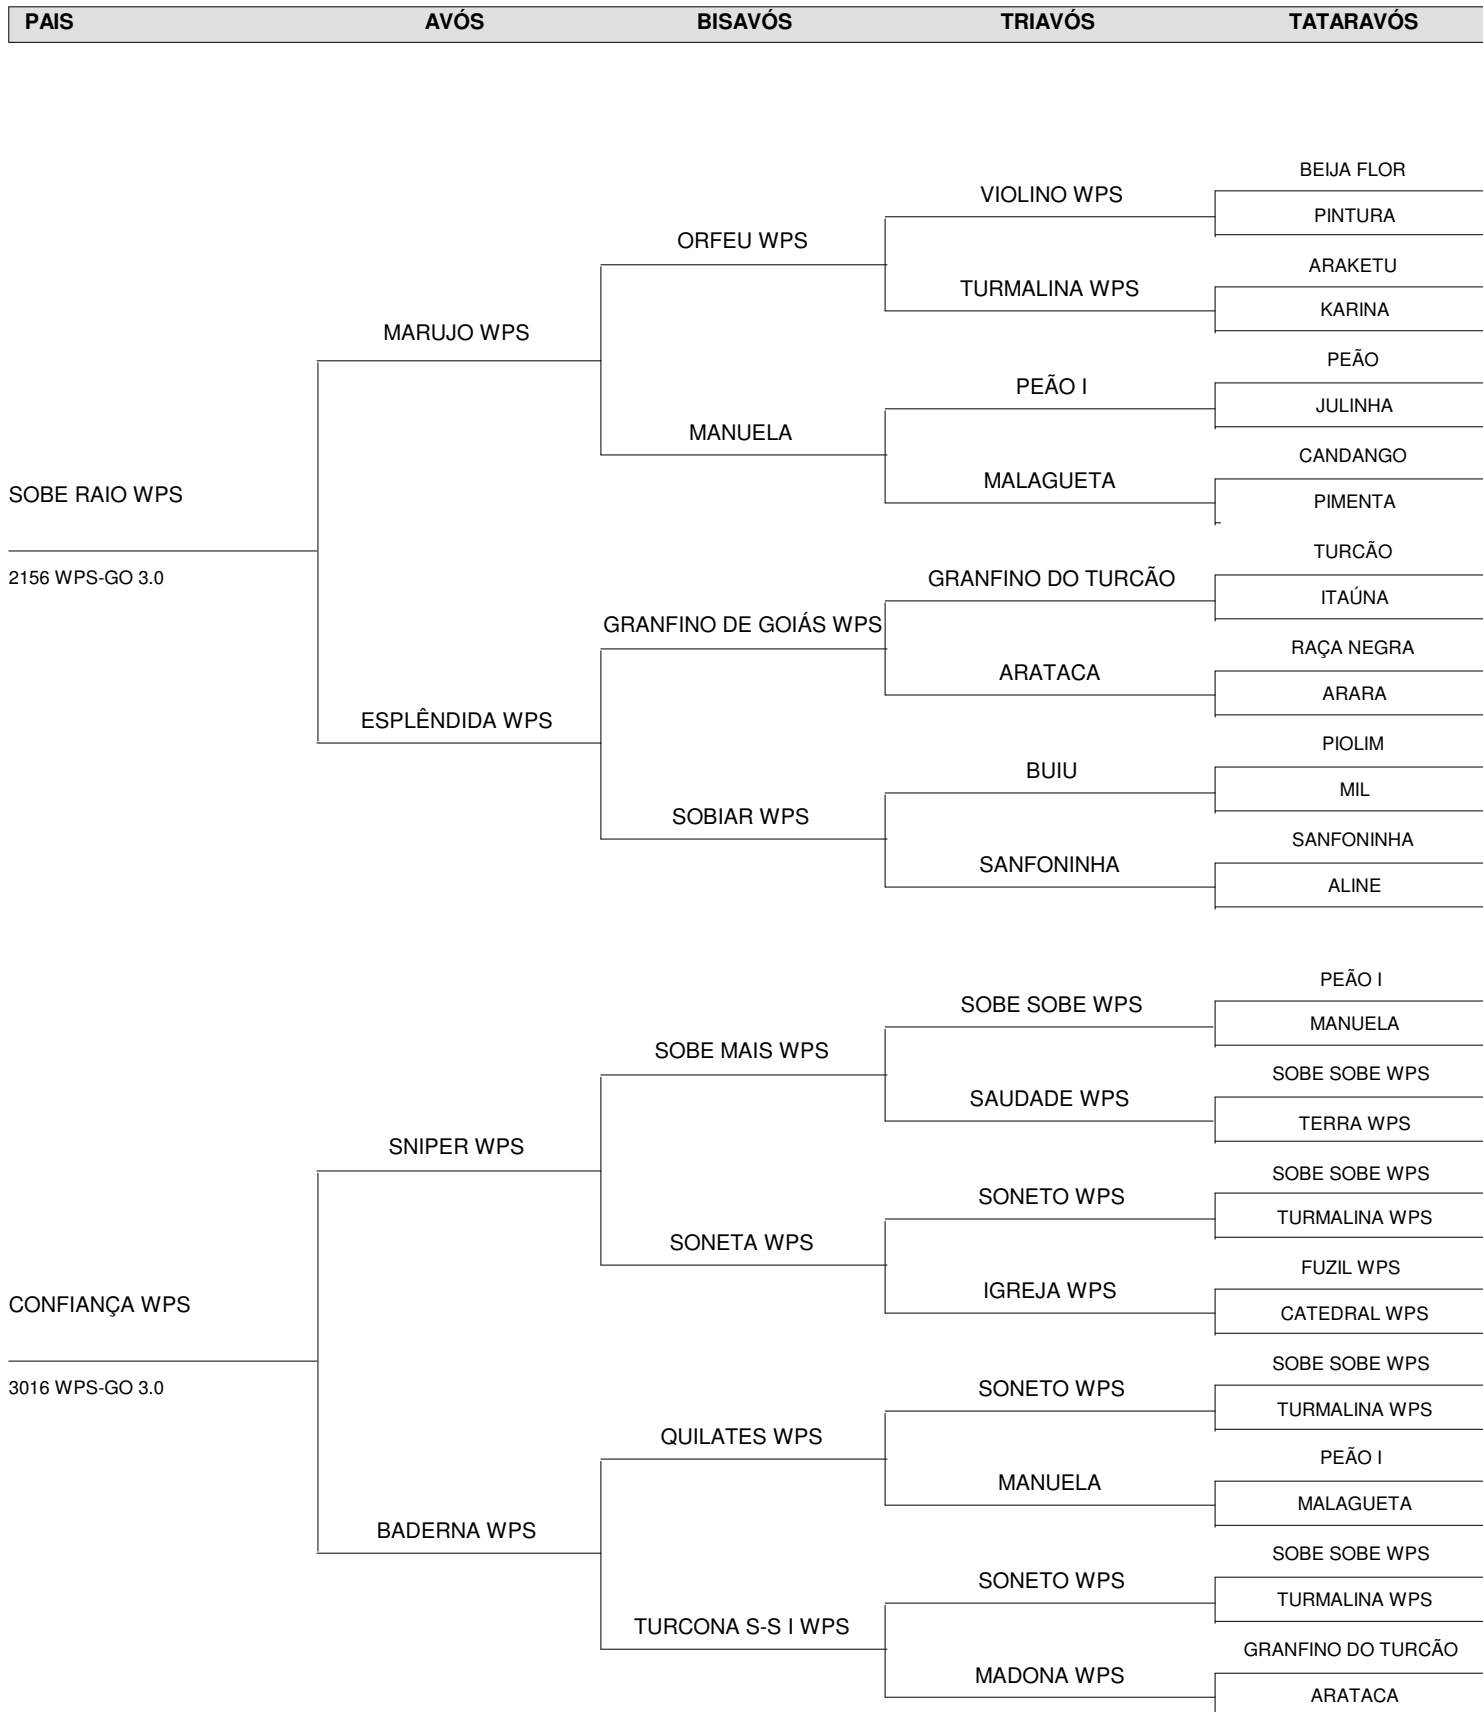 PAIS AVÓS BISAVÓS TRIAVÓS TATARAVÓS
BEIJA FLOR
VIOLINO WPS
PINTURA
ORFEU WPS
ARAKETU
TURMALINA WPS
KARINA
MARUJO WPS
PEÃO
PEÃO I
JULINHA
MANUELA
CANDANGO
MALAGUETA
SOBE RAIO WPS
PIMENTA
TURCÃO
2156 WPS-GO 3.0
GRANFINO DO TURCÃO
ITAÚNA
GRANFINO DE GOIÁS WPS
RAÇA NEGRA
ARATACA
ARARA
ESPLÊNDIDA WPS
PIOLIM
BUIU
MIL
SOBIAR WPS
SANFONINHA
SANFONINHA
ALINE
PEÃO I
SOBE SOBE WPS
MANUELA
SOBE MAIS WPS
SOBE SOBE WPS
SAUDADE WPS
TERRA WPS
SNIPER WPS
SOBE SOBE WPS
SONETO WPS
TURMALINA WPS
SONETA WPS
FUZIL WPS
IGREJA WPS
CONFIANÇA WPS
CATEDRAL WPS
SOBE SOBE WPS
3016 WPS-GO 3.0
SONETO WPS
TURMALINA WPS
QUILATES WPS
PEÃO I
MANUELA
MALAGUETA
BADERNA WPS
SOBE SOBE WPS
SONETO WPS
TURMALINA WPS
TURCONA S-S I WPS
GRANFINO DO TURCÃO
MADONA WPS
ARATACA